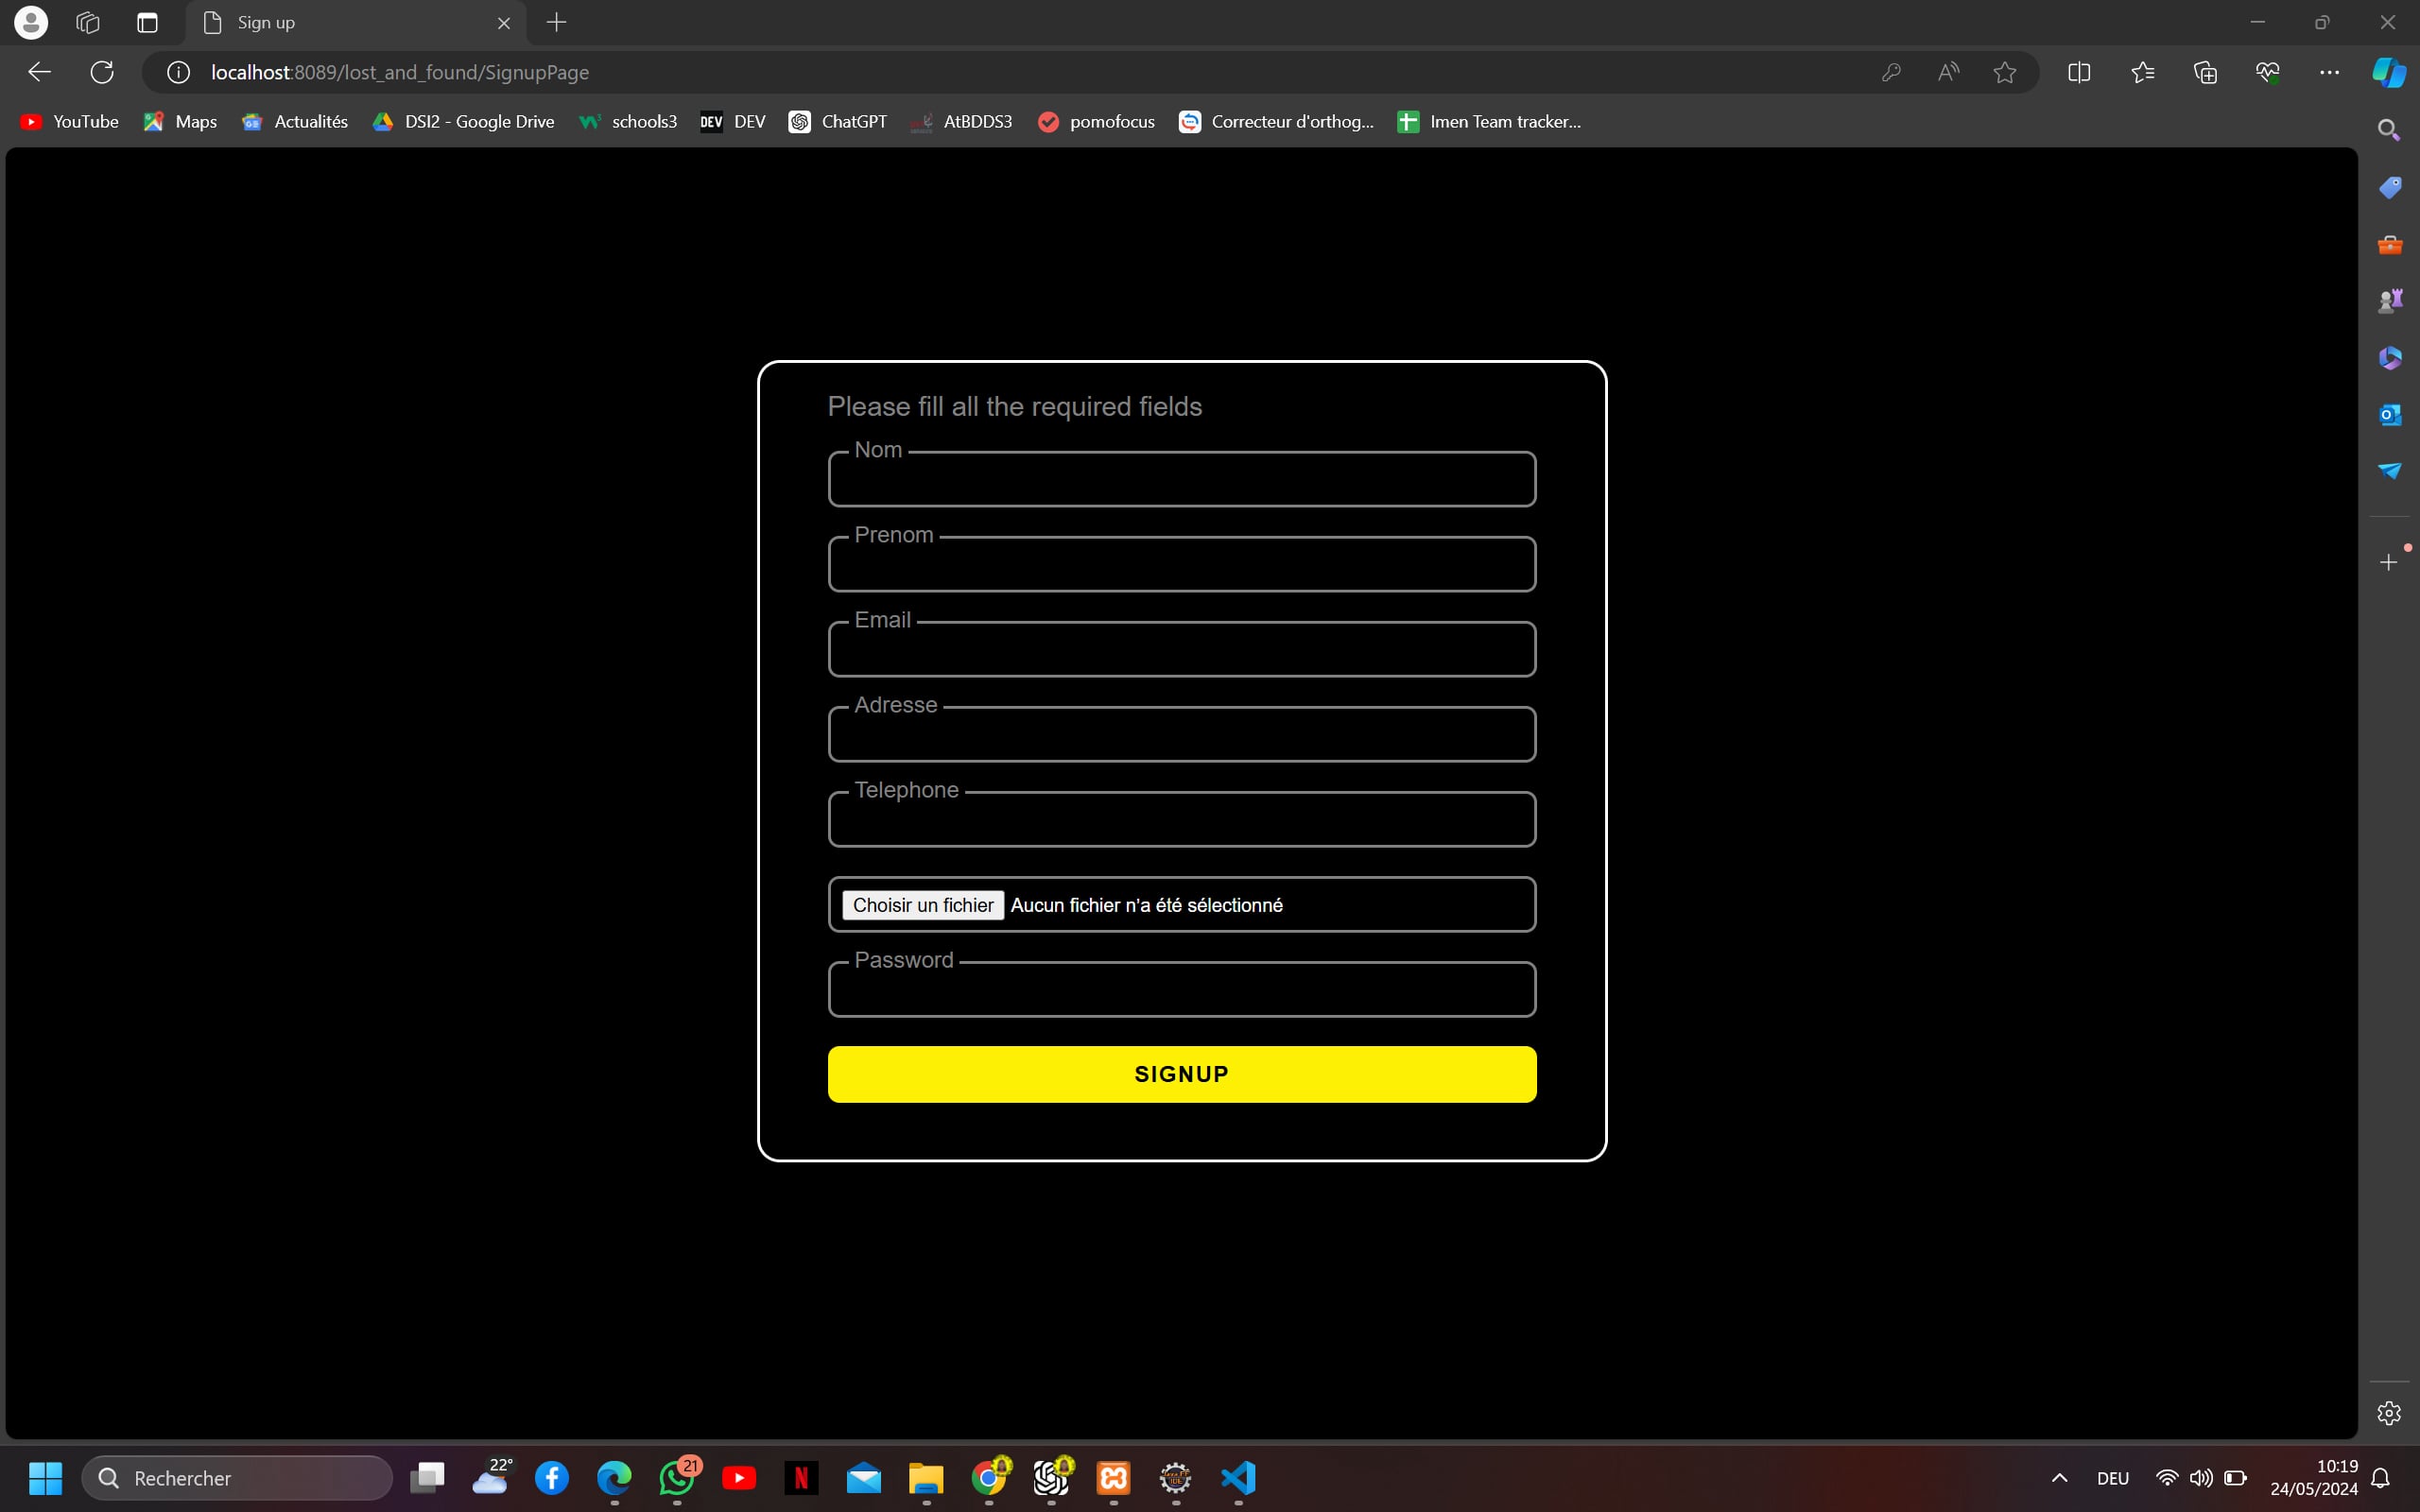 Sign up
localhost:8089/lost_and_found/SignupPage
YouTube Maps Actualités DSI2 - Google Drive schools3 DEV DEV ChatGPT AtBDDS3 pomofocus Correcteur d'orthog... Imen Team tracker...
Please fill all the required fields
Nom
Prenom
Email
Adresse
Telephone
Choisir un fichier Aucun fichier n'a été sélectionné
Password
SIGNUP
Rechercher
22°
21
DEU
10:19
24/05/2024